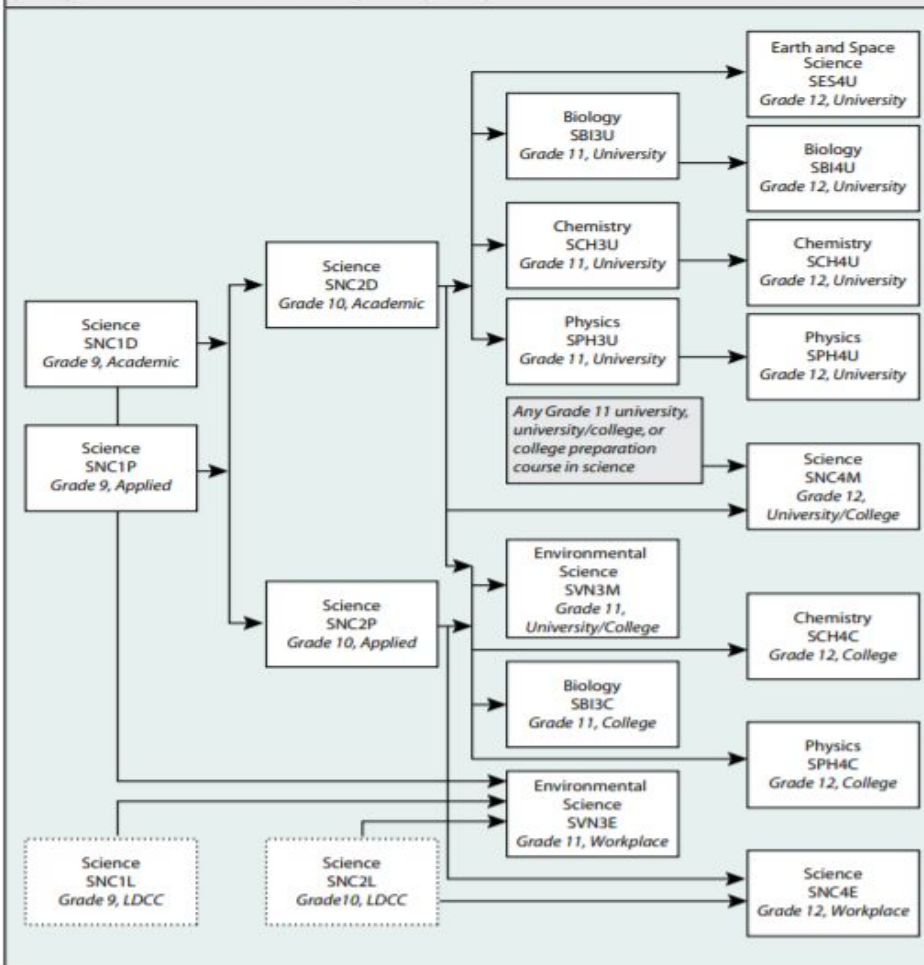 Earth and Space
Science
SES4U
Grade 12, University
Biology
SBI3U
Grade 11, University
Biology
SBI4U
Grade 12, University
Chemistry
SCH3U
Grade 11, University
Chemistry
SCH4U
Grade 12, University
Science
SNC2D
Grade 10, Academic
Science
SNC1D
Grade 9, Academic
Physics
SPH3U
Grade 11, University
Physics
SPH4U
Grade 12, University
Any Grade 11 university,
university/college, or
college preparation
course in science
Science
SNC1P
Grade 9, Applied
Science
SNC4M
Grade 12,
University/College
Environmental
Science
SVN3M
Grade 11,
University/College
Science
SNC2P
Grade 10, Applied
Chemistry
SCH4C
Grade 12, College
Biology
SBI3C
Grade 11, College
Physics
SPH4C
Grade 12, College
Environmental
Science
SVN3E
Grade 11, Workplace
Science
SNC1L
Grade 9, LDCC
Science
SNC2L
Grade10, LDCC
Science
SNC4E
Grade 12, Workplace